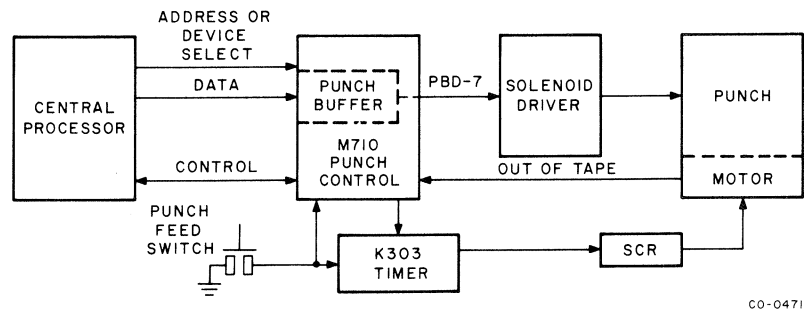 ADDRESS OR
DEVICE
SELECT
DATA
CENTRAL
PROCESSOR
CONTROL
PUNCH
BUFFER
M710
PUNCH
CONTROL
PBD-7
SOLENOID
DRIVER
PUNCH
MOTOR
OUT OF TAPE
PUNCH
FEED
SWITCH
K303
TIMER
SCR
CO-0471